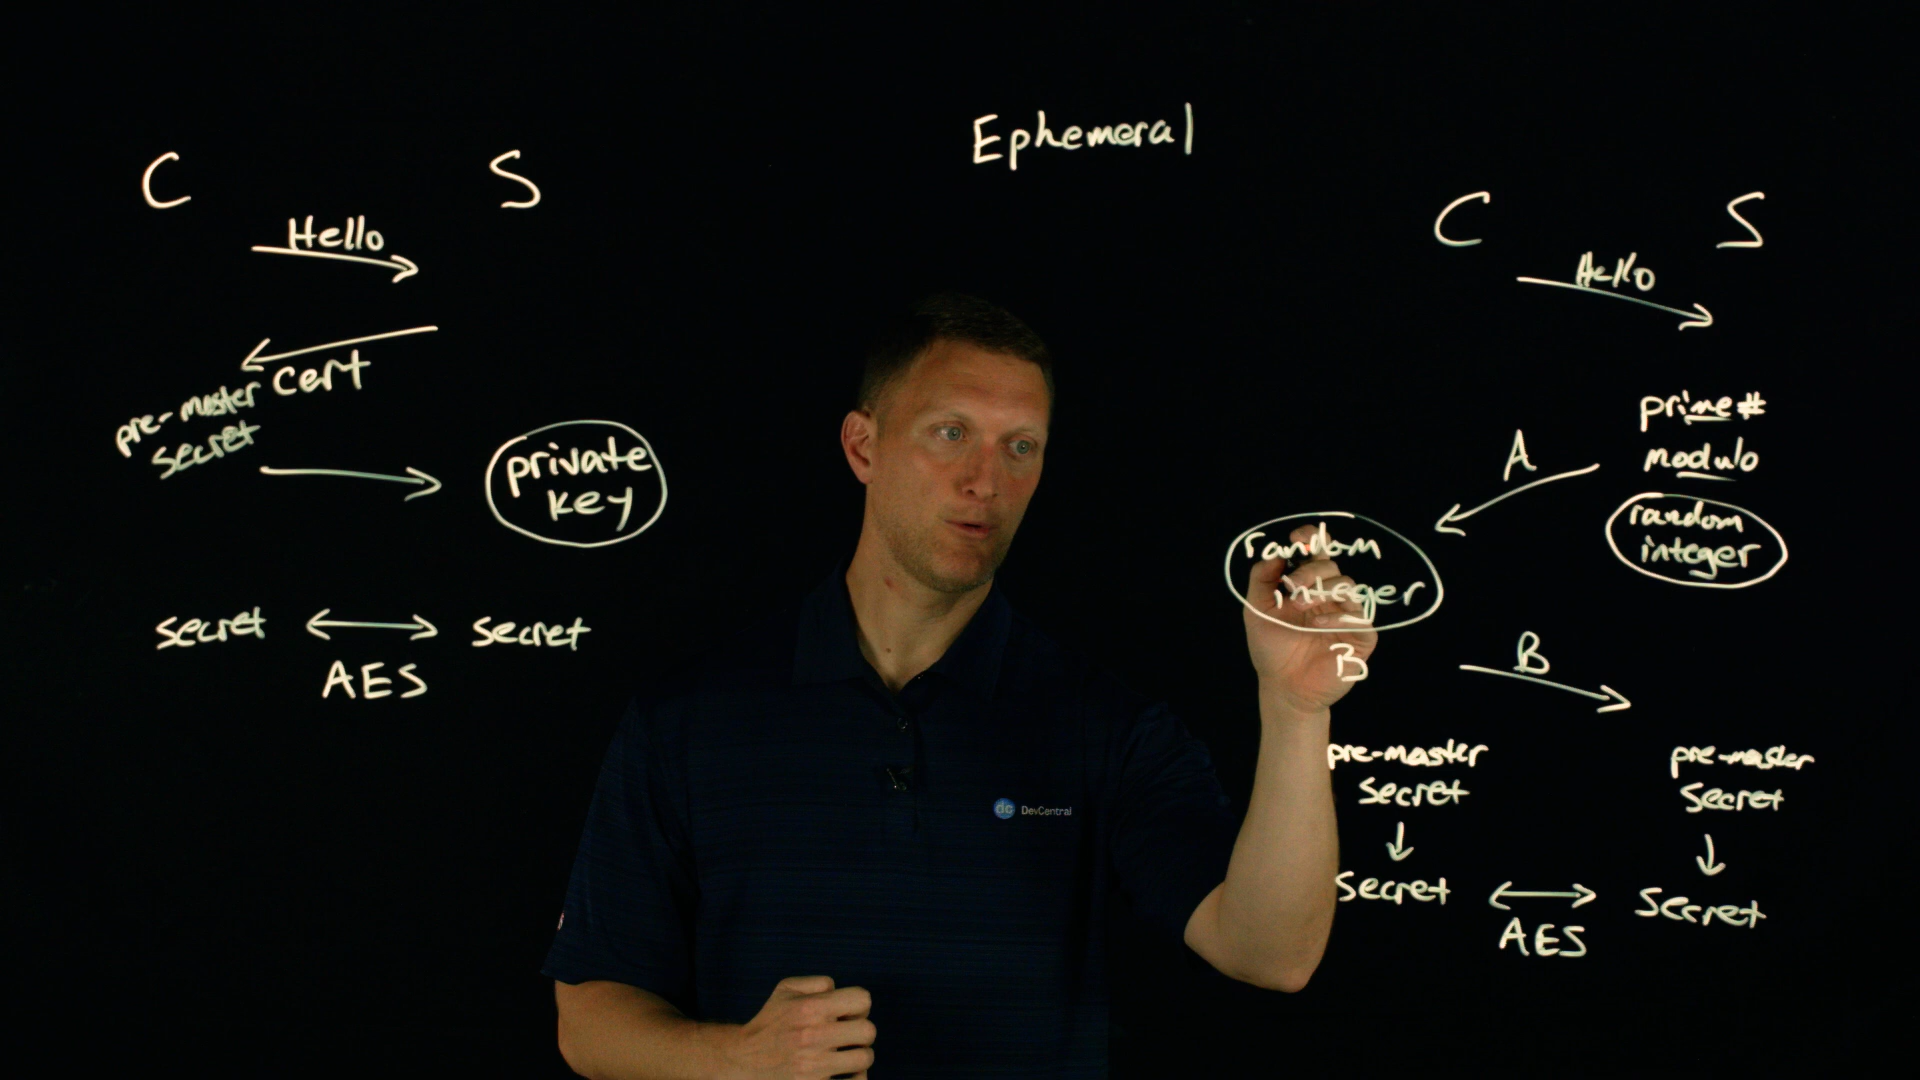 Ephemeral
C S
Hello
cert
pre-master
secret
private
key
secret secret
AES
C S
Hello
prime #
modulo
A
random
integer
random
integer
B
B
pre-master
secret
pre-master
secret
secret secret
AES
dc DevCentral